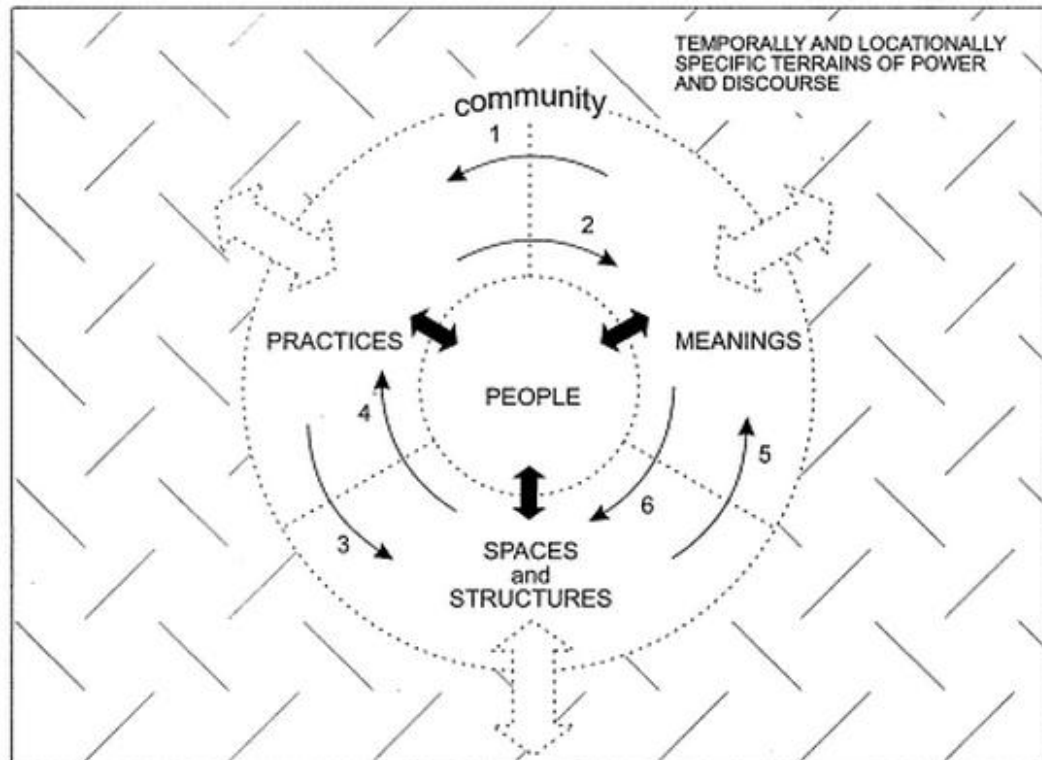 TEMPORALLY AND LOCATIONALLY
SPECIFIC TERRAINS OF POWER
AND DISCOURSE
community
1
2
PRACTICES
MEANINGS
PEOPLE
4
5
6
3
SPACES
and
STRUCTURES